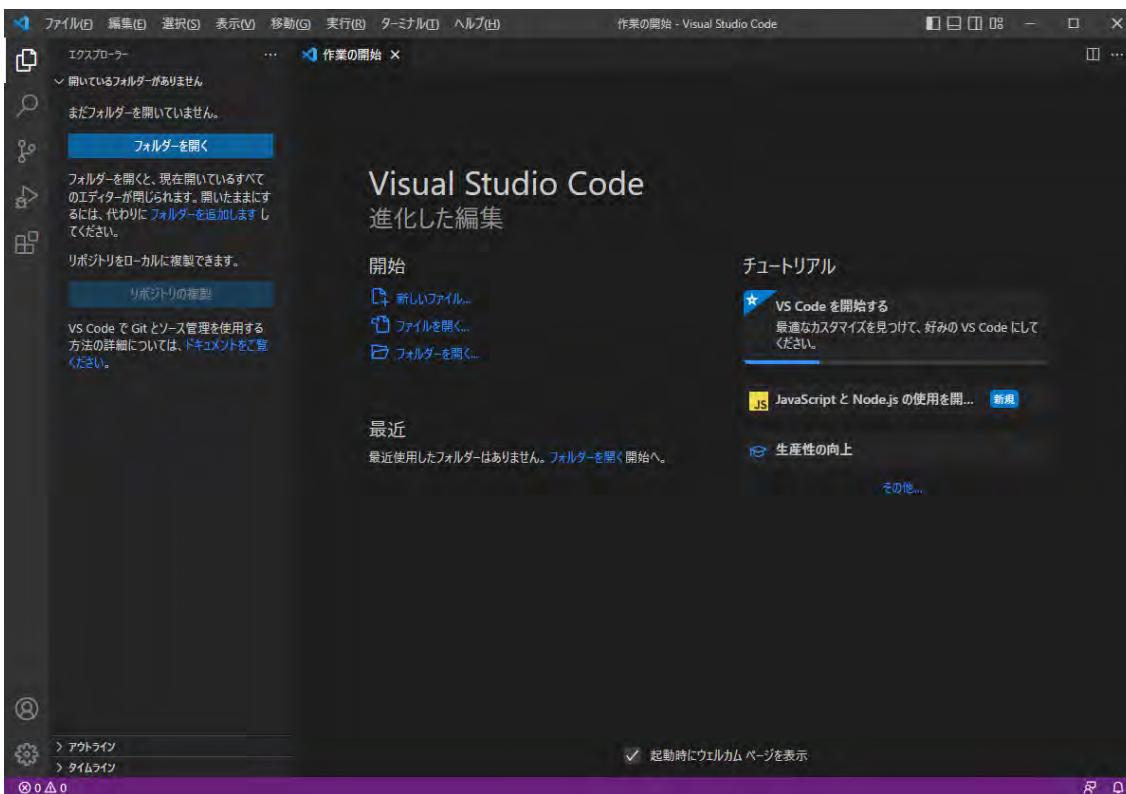 ファイル(F) 編集(E) 選択(S) 表示(V) 移動(G) 実行(R) ターミナル(T) ヘルプ(H) 作業の開始 - Visual Studio Code
エクスプローラー
開いているフォルダーがありません
まだフォルダーを開いていません。
フォルダーを開く
フォルダーを開くと、現在開いているすべて
のエディターが閉じられます。開いたままにす
るには、代わりに フォルダーを追加します し
てください。
リポジトリをローカルに複製できます。
リポジトリの複製
VS Code で Git とソース管理を使用する
方法の詳細については、ドキュメントをご覧
ください。
アウトライン
タイムライン
作業の開始
Visual Studio Code
進化した編集
開始
新しいファイル...
ファイルを開く...
フォルダーを開く...
最近
最近使用したフォルダーはありません。フォルダーを開く 開始へ。
チュートリアル
VS Code を開始する
最適なカスタマイズを見つけて、好みの VS Code にして
ください。
JS JavaScript と Node.js の使用を開... 新規
生産性の向上
その他...
起動時にウェルカム ページを表示
0 0